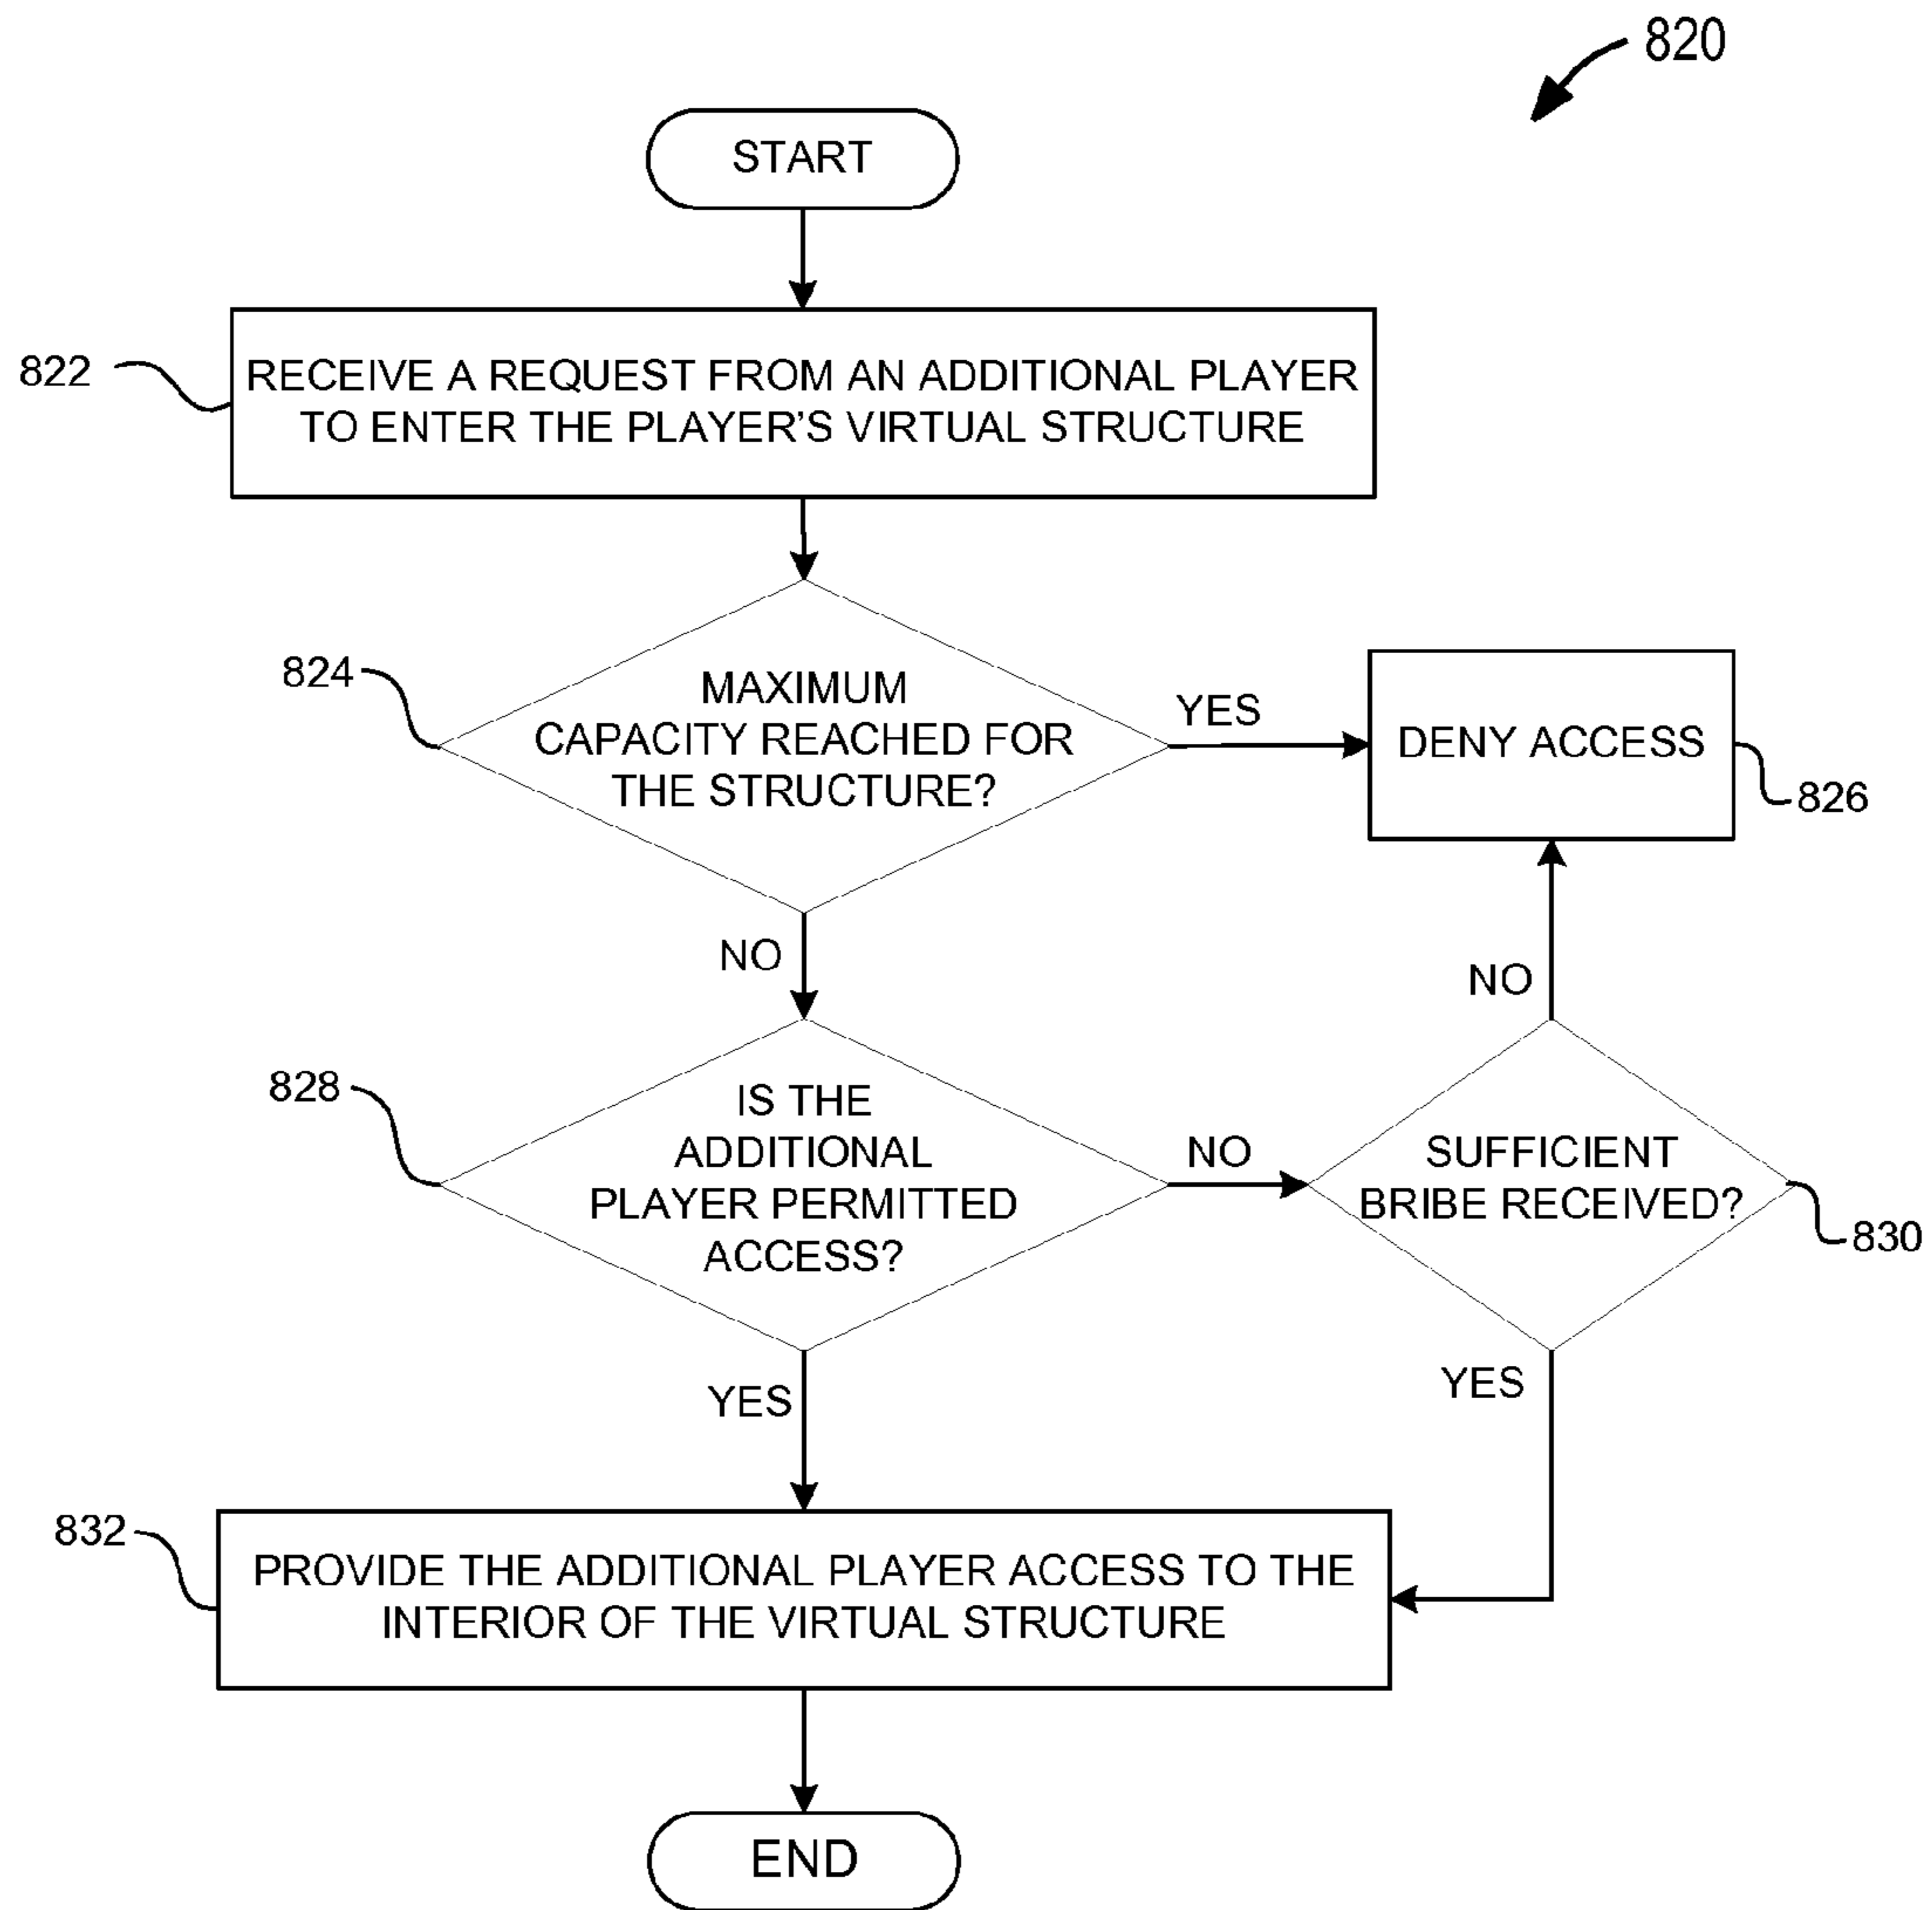 820
START
822
RECEIVE A REQUEST FROM AN ADDITIONAL PLAYER
TO ENTER THE PLAYER'S VIRTUAL STRUCTURE
824
MAXIMUM
CAPACITY REACHED FOR
THE STRUCTURE?
YES
DENY ACCESS
826
NO
NO
828
IS THE
ADDITIONAL
PLAYER PERMITTED
ACCESS?
NO
SUFFICIENT
BRIBE RECEIVED?
830
YES
YES
832
PROVIDE THE ADDITIONAL PLAYER ACCESS TO THE
INTERIOR OF THE VIRTUAL STRUCTURE
END